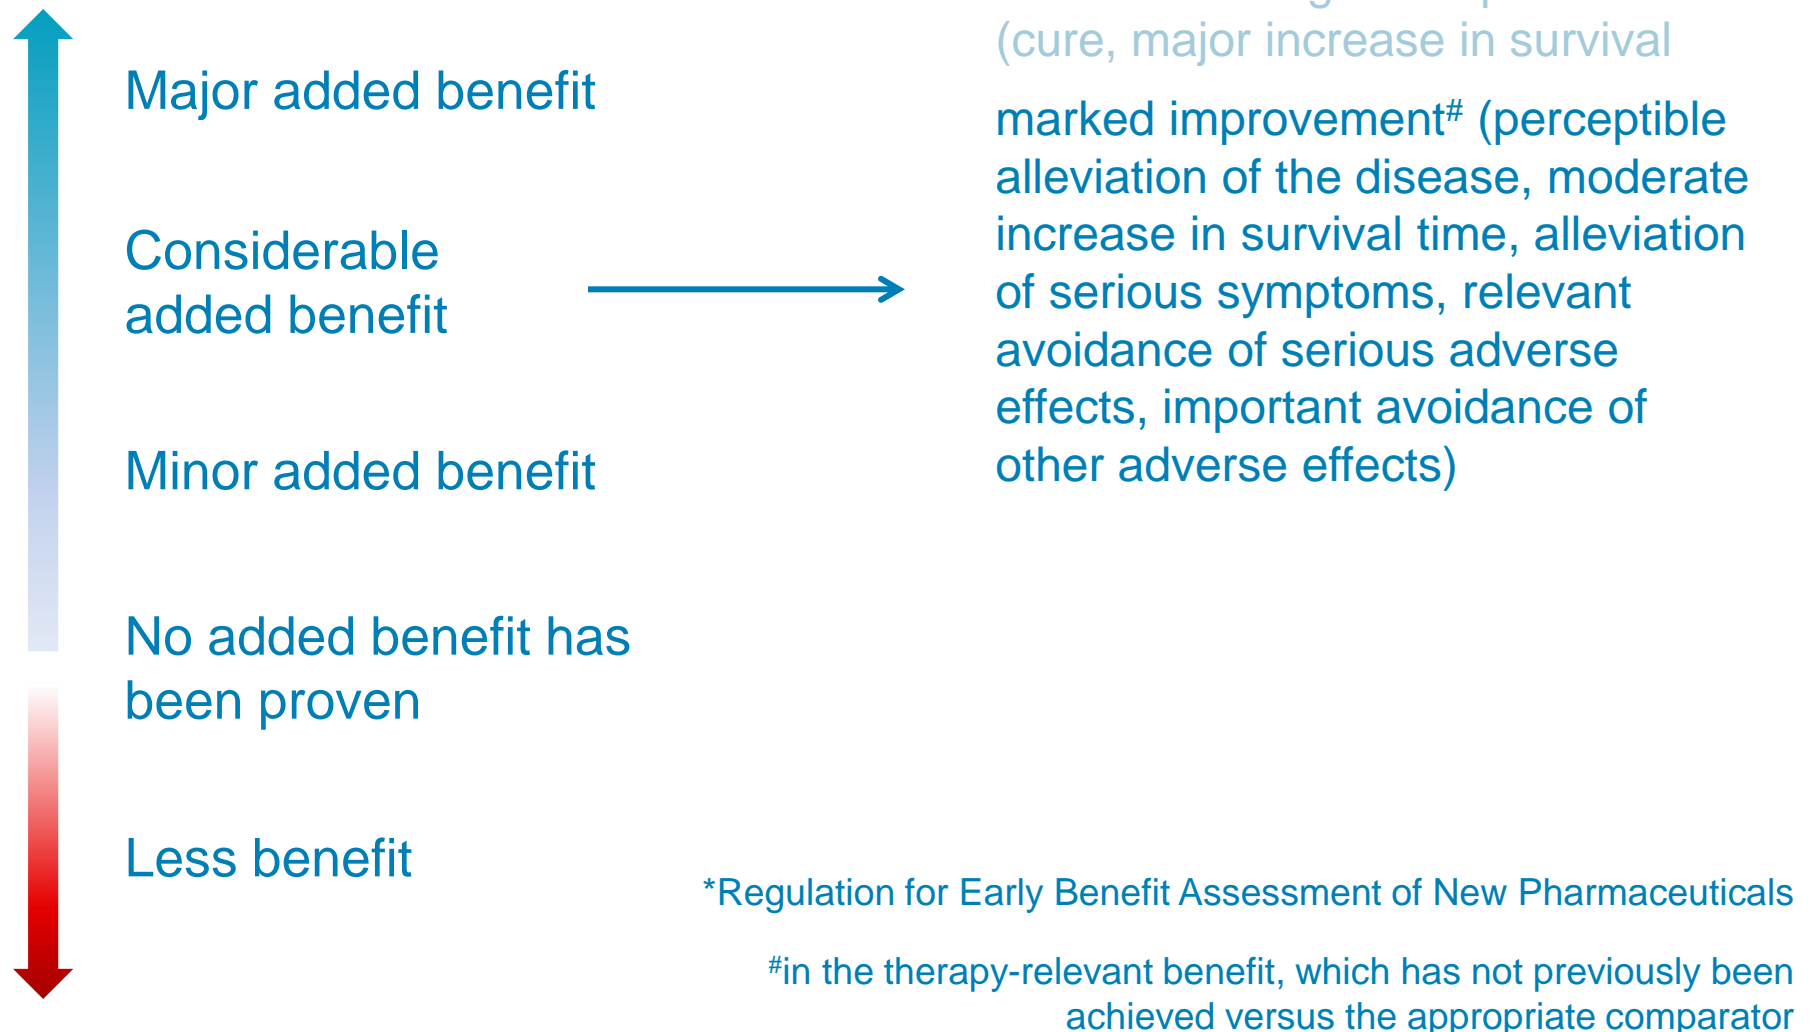 (cure, major increase in survival
Major added benefit
marked improvement# (perceptible
alleviation of the disease, moderate
increase in survival time, alleviation
of serious symptoms, relevant
avoidance of serious adverse
effects, important avoidance of
other adverse effects)
Considerable
added benefit
Minor added benefit
No added benefit has
been proven
Less benefit
*Regulation for Early Benefit Assessment of New Pharmaceuticals
#in the therapy-relevant benefit, which has not previously been
achieved versus the appropriate comparator